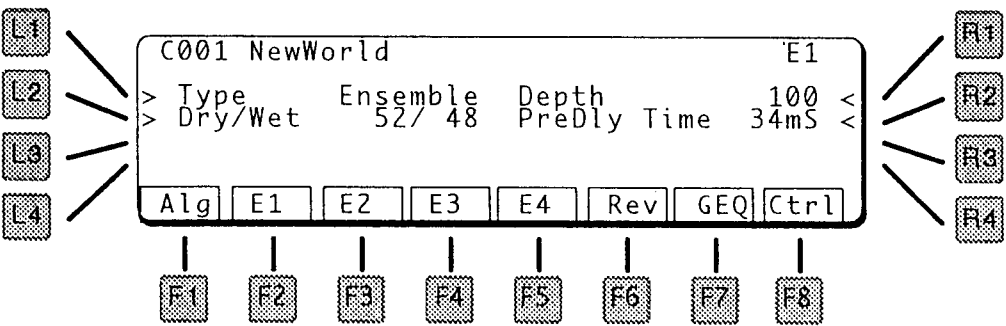 L1
L2
L3
L4
C001 NewWorld E1
> Type Ensemble Depth 100 <
> Dry/Wet 52/ 48 PreDly Time 34mS <
Alg E1 E2 E3 E4 Rev GEQ Ctrl
R1
R2
R3
R4
F1 F2 F3 F4 F5 F6 F7 F8